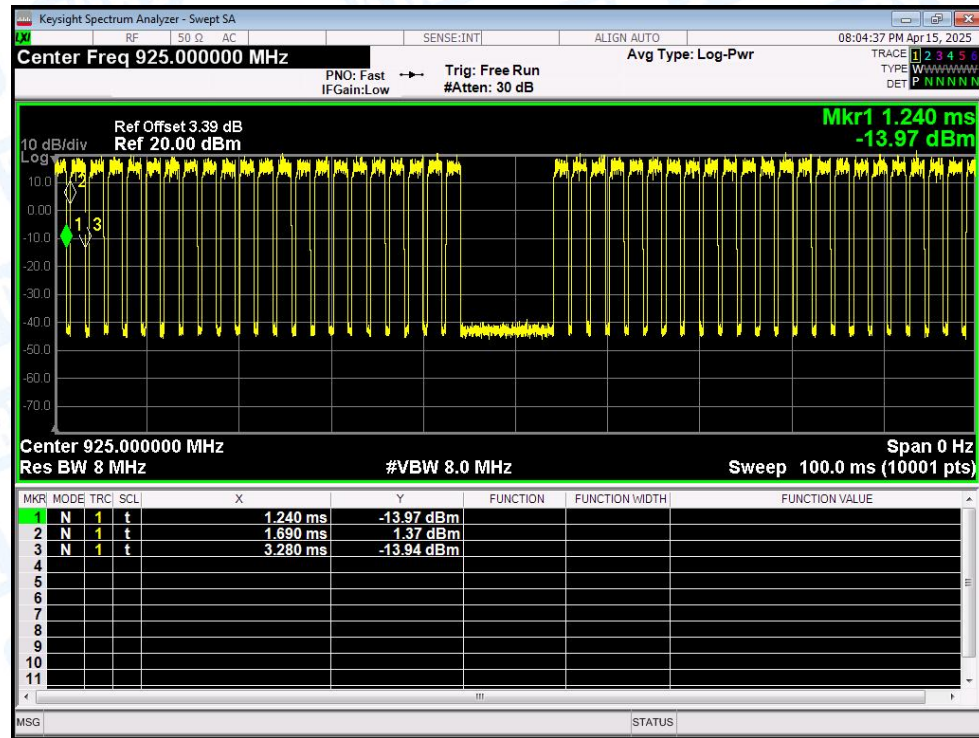 Keysight Spectrum Analyzer - Swept SA
LXI RF 50 Ω AC SENSE:INT ALIGN AUTO 08:04:37 PM Apr 15, 2025
Center Freq 925.000000 MHz
PNO: Fast
IFGain:Low
Trig: Free Run
#Atten: 30 dB
Avg Type: Log-Pwr
TRACE 1 2 3 4 5 6
TYPE WWWWWW
DET P N N N N N
Mkr1 1.240 ms
-13.97 dBm
Ref Offset 3.39 dB
10 dB/div Ref 20.00 dBm
Log
10.0
0.00
-10.0
-20.0
-30.0
-40.0
-50.0
-60.0
-70.0
2
1 3
Center 925.000000 MHz Span 0 Hz
Res BW 8 MHz #VBW 8.0 MHz Sweep 100.0 ms (10001 pts)
MKR MODE TRC SCL X Y FUNCTION FUNCTION WIDTH FUNCTION VALUE
1 N 1 t 1.240 ms -13.97 dBm
2 N 1 t 1.690 ms 1.37 dBm
3 N 1 t 3.280 ms -13.94 dBm
4
5
6
7
8
9
10
11
MSG STATUS